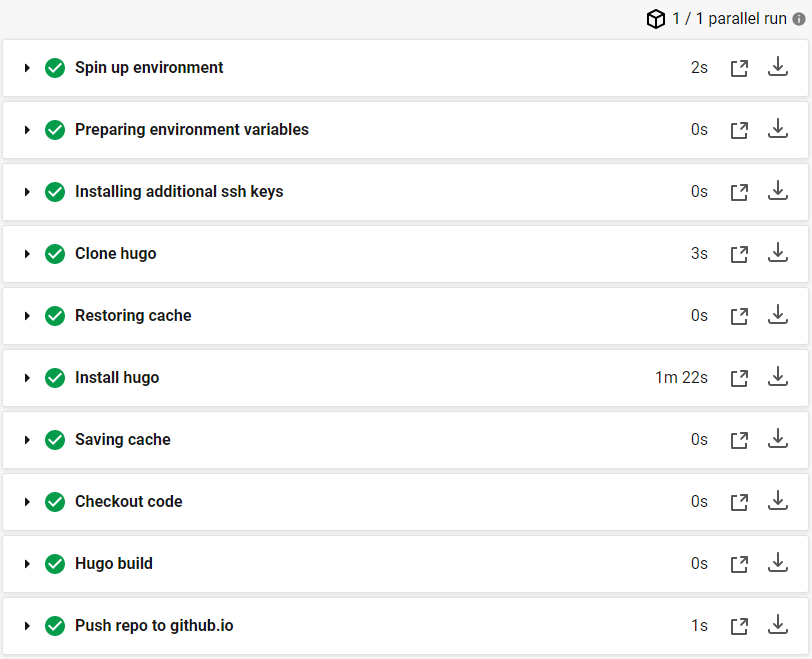 1 / 1 parallel run
Spin up environment 2s
Preparing environment variables 0s
Installing additional ssh keys 0s
Clone hugo 3s
Restoring cache 0s
Install hugo 1m 22s
Saving cache 0s
Checkout code 0s
Hugo build 0s
Push repo to github.io 1s